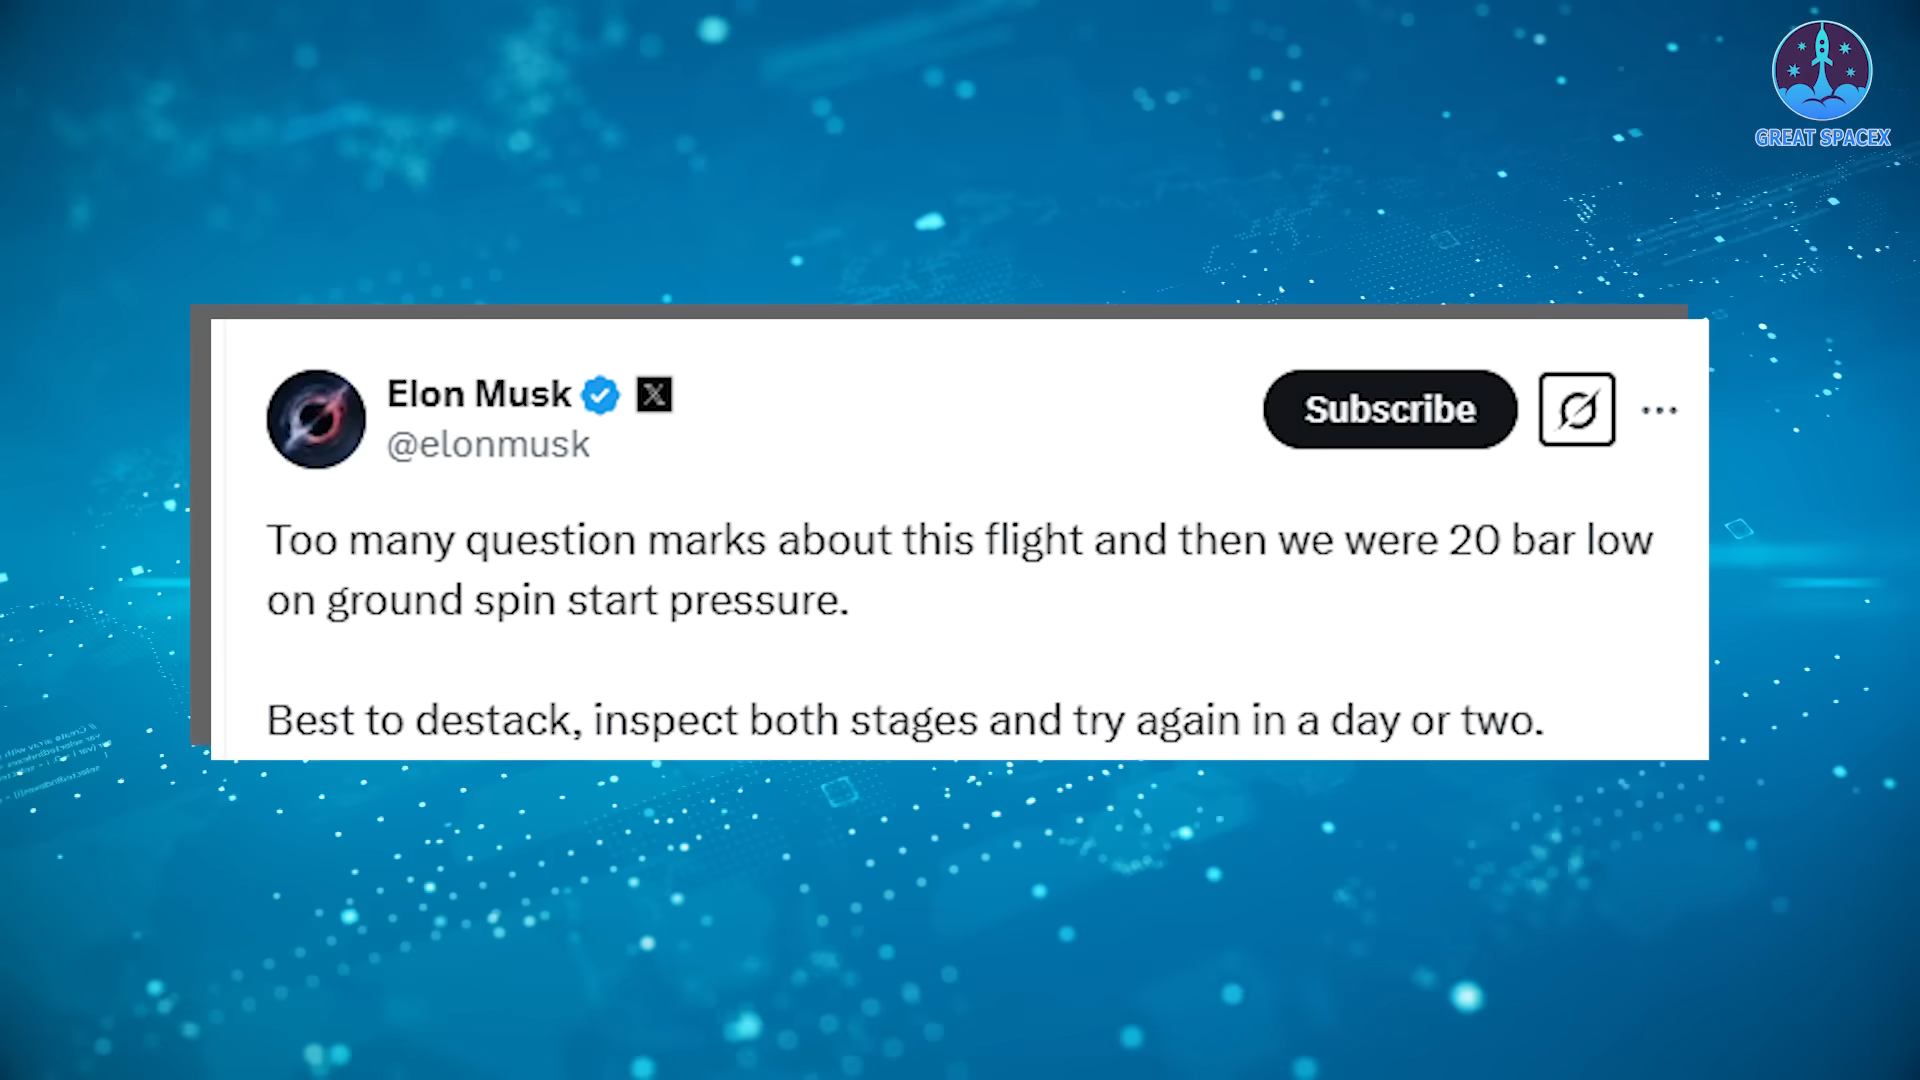 GREAT SPACEX
Elon Musk
@elonmusk
Subscribe
Too many question marks about this flight and then we were 20 bar low
on ground spin start pressure.
Best to destack, inspect both stages and try again in a day or two.